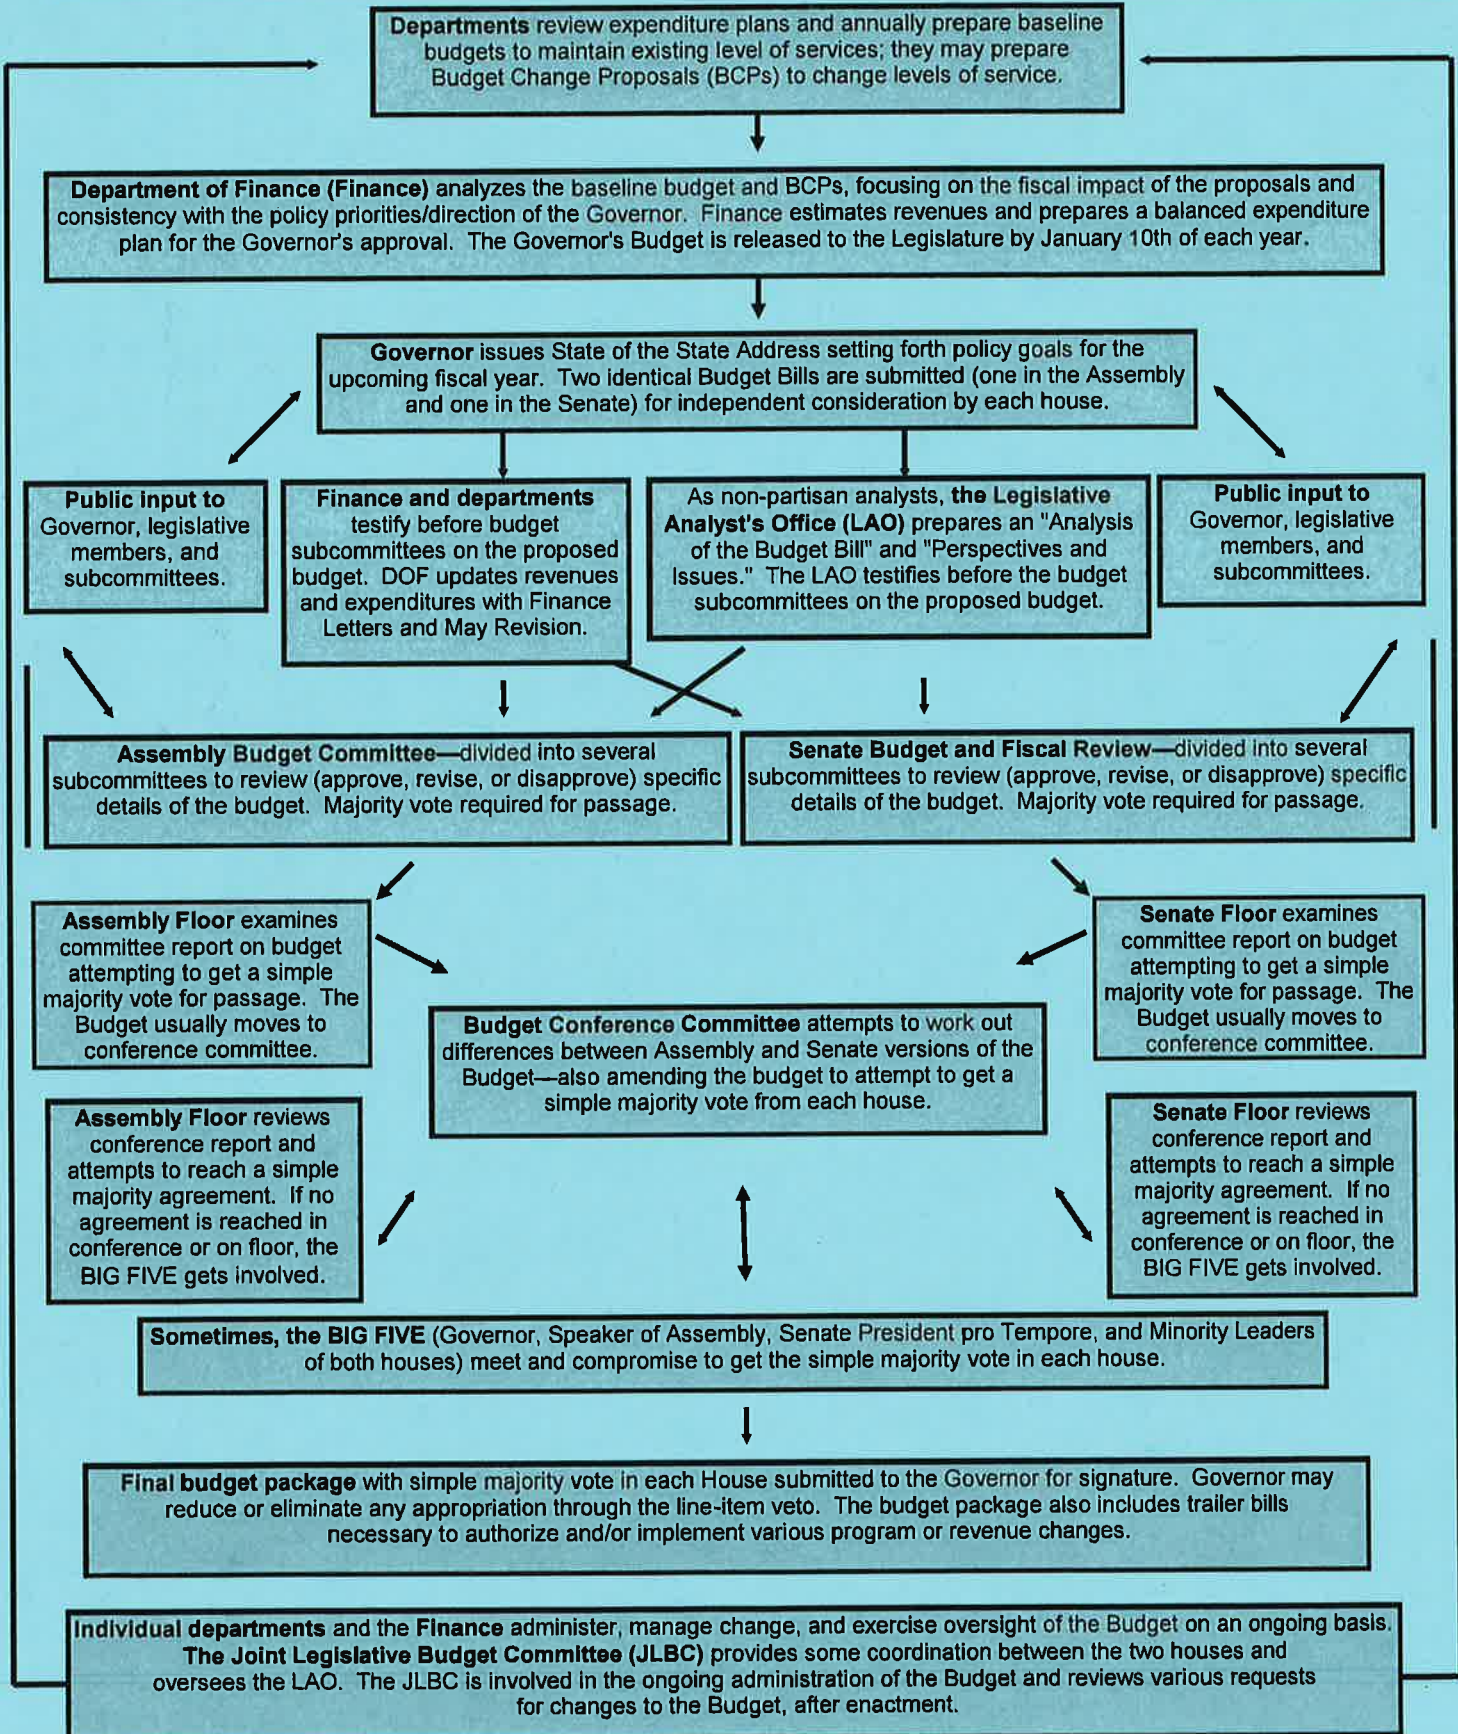 Departments review expenditure plans and annually prepare baseline
budgets to maintain existing level of services; they may prepare
Budget Change Proposals (BCPs) to change levels of service.
Department of Finance (Finance) analyzes the baseline budget and BCPs, focusing on the fiscal impact of the proposals and
consistency with the policy priorities/direction of the Governor. Finance estimates revenues and prepares a balanced expenditure
plan for the Governor's approval. The Governor's Budget is released to the Legislature by January 10th of each year.
Governor issues State of the State Address setting forth policy goals for the
upcoming fiscal year. Two identical Budget Bills are submitted (one in the Assembly
and one in the Senate) for independent consideration by each house.
Public input to
Governor, legislative
members, and
subcommittees.
Finance and departments
testify before budget
subcommittees on the proposed
budget. DOF updates revenues
and expenditures with Finance
Letters and May Revision.
As non-partisan analysts, the Legislative
Analyst's Office (LAO) prepares an "Analysis
of the Budget Bill" and "Perspectives and
Issues." The LAO testifies before the budget
subcommittees on the proposed budget.
Public input to
Governor, legislative
members, and
subcommittees.
Assembly Budget Committee—divided into several
subcommittees to review (approve, revise, or disapprove) specific
details of the budget. Majority vote required for passage.
Senate Budget and Fiscal Review—divided into several
subcommittees to review (approve, revise, or disapprove) specific
details of the budget. Majority vote required for passage.
Assembly Floor examines
committee report on budget
attempting to get a simple
majority vote for passage. The
Budget usually moves to
conference committee.
Senate Floor examines
committee report on budget
attempting to get a simple
majority vote for passage. The
Budget usually moves to
conference committee.
Budget Conference Committee attempts to work out
differences between Assembly and Senate versions of the
Budget—also amending the budget to attempt to get a
simple majority vote from each house.
Assembly Floor reviews
conference report and
attempts to reach a simple
majority agreement. If no
agreement is reached in
conference or on floor, the
BIG FIVE gets involved.
Senate Floor reviews
conference report and
attempts to reach a simple
majority agreement. If no
agreement is reached in
conference or on floor, the
BIG FIVE gets involved.
Sometimes, the BIG FIVE (Governor, Speaker of Assembly, Senate President pro Tempore, and Minority Leaders
of both houses) meet and compromise to get the simple majority vote in each house.
Final budget package with simple majority vote in each House submitted to the Governor for signature. Governor may
reduce or eliminate any appropriation through the line-item veto. The budget package also includes trailer bills
necessary to authorize and/or implement various program or revenue changes.
Individual departments and the Finance administer, manage change, and exercise oversight of the Budget on an ongoing basis.
The Joint Legislative Budget Committee (JLBC) provides some coordination between the two houses and
oversees the LAO. The JLBC is involved in the ongoing administration of the Budget and reviews various requests
for changes to the Budget, after enactment.